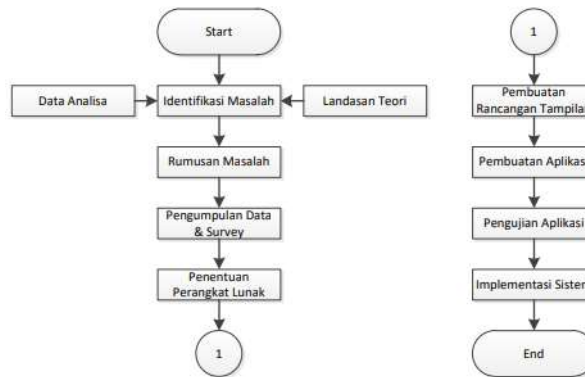 Start
Data Analisa
Identifikasi Masalah
Landasan Teori
Rumusan Masalah
Pengumpulan Data
& Survey
Penentuan
Perangkat Lunak
1
1
Pembuatan
Rancangan Tampilan
Pembuatan Aplikasi
Pengujian Aplikasi
Implementasi Sistem
End